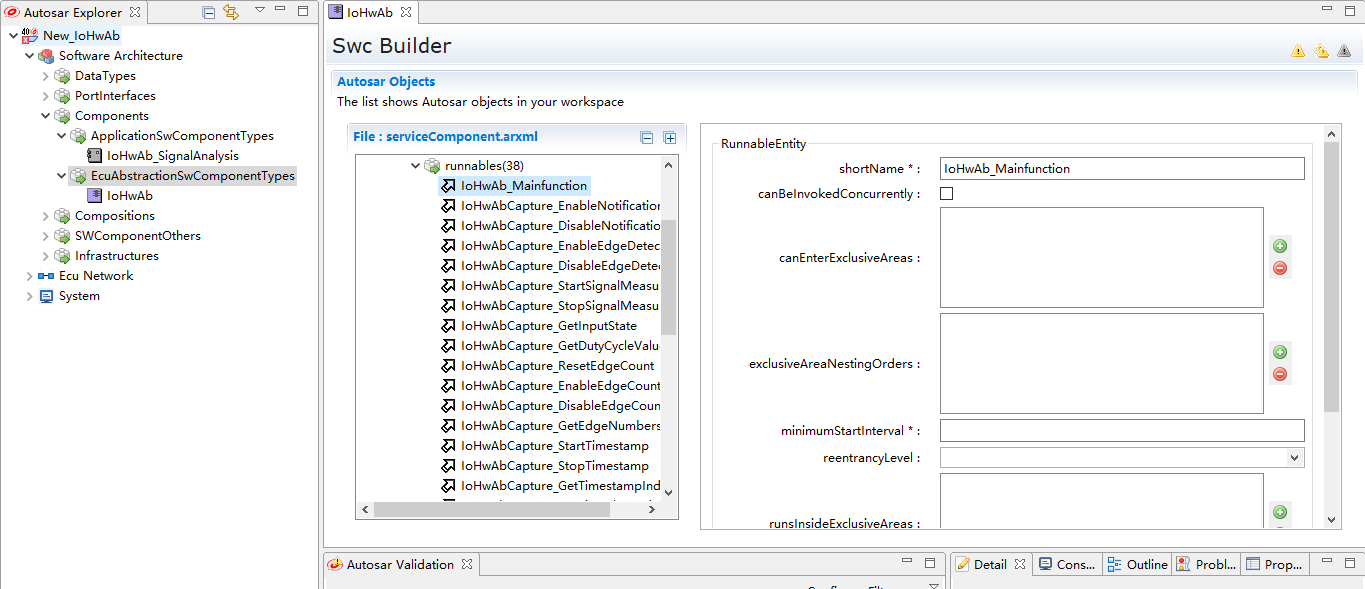 Autosar Explorer
New_IoHwAb
Software Architecture
DataTypes
PortInterfaces
Components
ApplicationSwComponentTypes
IoHwAb_SignalAnalysis
EcuAbstractionSwComponentTypes
IoHwAb
Compositions
SWComponentOthers
Infrastructures
Ecu Network
System
IoHwAb
Swc Builder
Autosar Objects
The list shows Autosar objects in your workspace
File : serviceComponent.arxml
runnables(38)
IoHwAb_Mainfunction
IoHwAbCapture_EnableNotification
IoHwAbCapture_DisableNotificatio
IoHwAbCapture_EnableEdgeDetec
IoHwAbCapture_DisableEdgeDetec
IoHwAbCapture_StartSignalMeasu
IoHwAbCapture_StopSignalMeasu
IoHwAbCapture_GetInputState
IoHwAbCapture_GetDutyCycleValu
IoHwAbCapture_ResetEdgeCount
IoHwAbCapture_EnableEdgeCount
IoHwAbCapture_DisableEdgeCoun
IoHwAbCapture_GetEdgeNumbers
IoHwAbCapture_StartTimestamp
IoHwAbCapture_StopTimestamp
IoHwAbCapture_GetTimestampInd
RunnableEntity
shortName * : IoHwAb_Mainfunction
canBeInvokedConcurrently :
canEnterExclusiveAreas :
exclusiveAreaNestingOrders :
minimumStartInterval * :
reentrancyLevel :
runsInsideExclusiveAreas :
Autosar Validation
Detail Cons... Outline Probl... Prop...